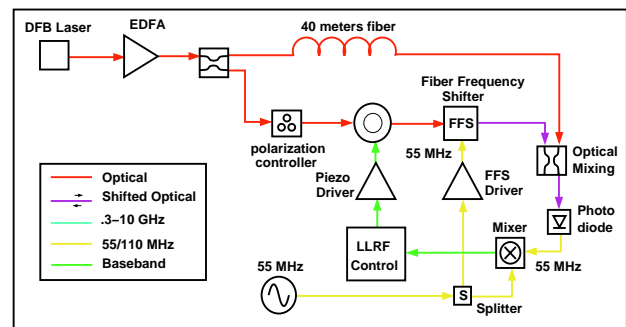 DFB Laser
EDFA
40 meters fiber
Fiber Frequency
Shifter
FFS
polarization
controller
Piezo
Driver
55 MHz
FFS
Driver
Optical
Mixing
Photo
diode
Mixer
55 MHz
LLRF
Control
55 MHz
S
Splitter
Optical
Shifted Optical
.3–10 GHz
55/110 MHz
Baseband